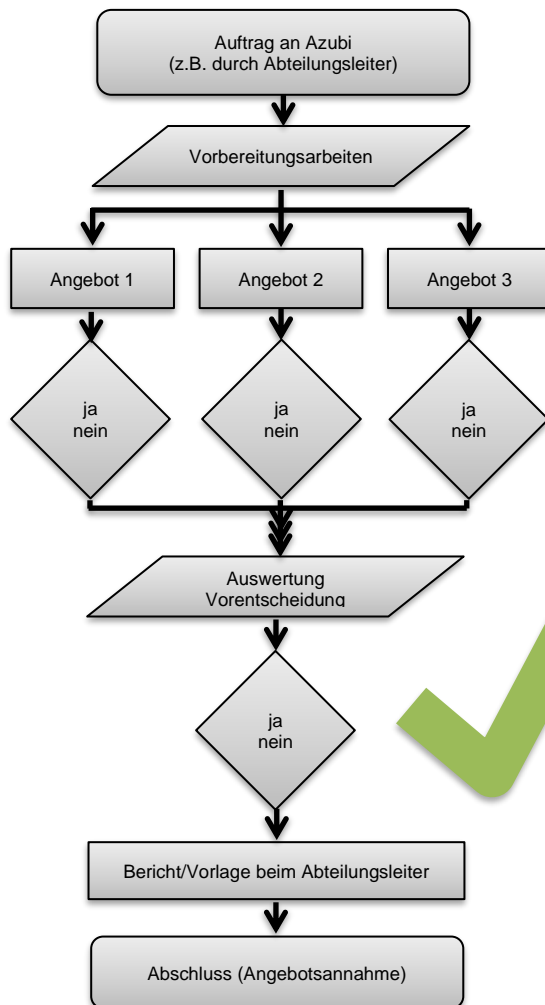 Auftrag an Azubi
(z.B. durch Abteilungsleiter)
Vorbereitungsarbeiten
Angebot 1
Angebot 2
Angebot 3
ja
nein
ja
nein
ja
nein
Auswertung
Vorentscheidung
ja
nein
Bericht/Vorlage beim Abteilungsleiter
Abschluss (Angebotsannahme)